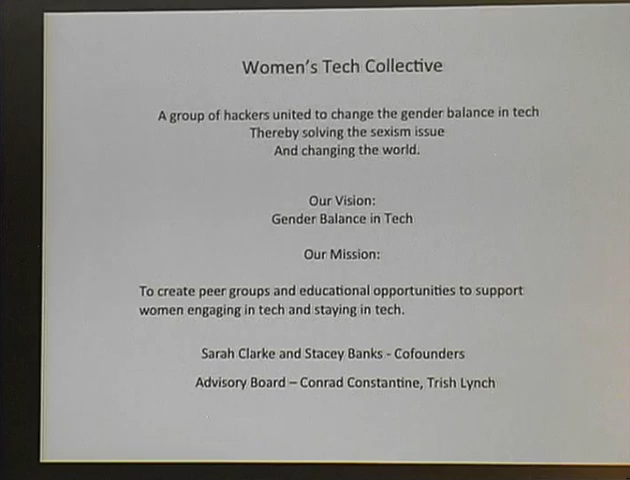 Women's Tech Collective
A group of hackers united to change the gender balance in tech
Thereby solving the sexism issue
And changing the world.
Our Vision:
Gender Balance in Tech
Our Mission:
To create peer groups and educational opportunities to support
women engaging in tech and staying in tech.
Sarah Clarke and Stacey Banks - Cofounders
Advisory Board – Conrad Constantine, Trish Lynch